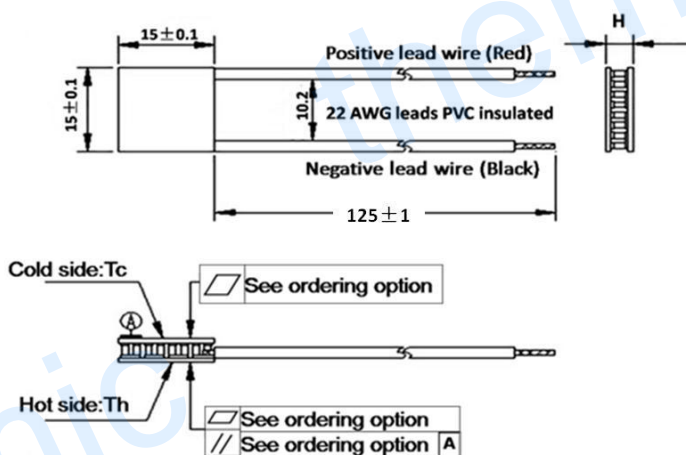 15±0.1
H
Positive lead wire (Red)
15±0.1
10.2
22 AWG leads PVC insulated
Negative lead wire (Black)
125±1
Cold side:Tc
See ordering option
A
Hot side:Th
See ordering option
// See ordering option A